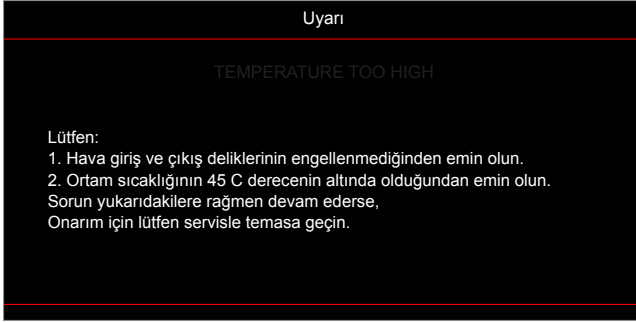 Uyarı
TEMPERATURE TOO HIGH
Lütfen:
1. Hava giriş ve çıkış deliklerinin engellenmediğinden emin olun.
2. Ortam sıcaklığının 45 C derecenin altında olduğundan emin olun.
Sorun yukarıdakilere rağmen devam ederse,
Onarım için lütfen servisle temasa geçin.